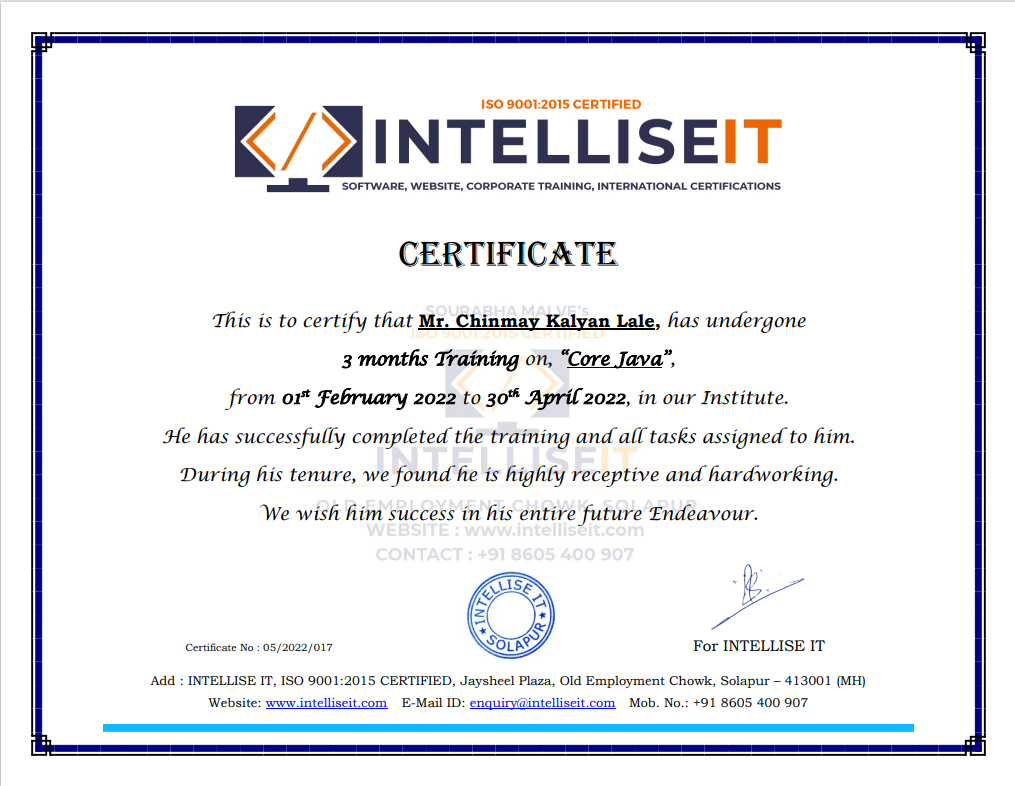 ISO 9001:2015 CERTIFIED
</> INTELLISEIT
SOFTWARE, WEBSITE, CORPORATE TRAINING, INTERNATIONAL CERTIFICATIONS
CERTIFICATE
SOURABHA MALVE's
This is to certify that Mr. Chinmay Kalyan Lale, has undergone
ISO 9001:2015 CERTIFIED
3 months Training on, “Core Java”,
</>
from 01st February 2022 to 30th April 2022, in our Institute.
He has successfully completed the training and all tasks assigned to him.
INTELLISEIT
During his tenure, we found he is highly receptive and hardworking.
OLD EMPLOYMENT CHOWK, SOLAPUR
We wish him success in his entire future Endeavour.
WEBSITE : www.intelliseit.com
CONTACT : +91 8605 400 907
INTELLISE IT
SOLAPUR
Certificate No : 05/2022/017
For INTELLISE IT
Add : INTELLISE IT, ISO 9001:2015 CERTIFIED, Jaysheel Plaza, Old Employment Chowk, Solapur – 413001 (MH)
Website: www.intelliseit.com E-Mail ID: enquiry@intelliseit.com Mob. No.: +91 8605 400 907